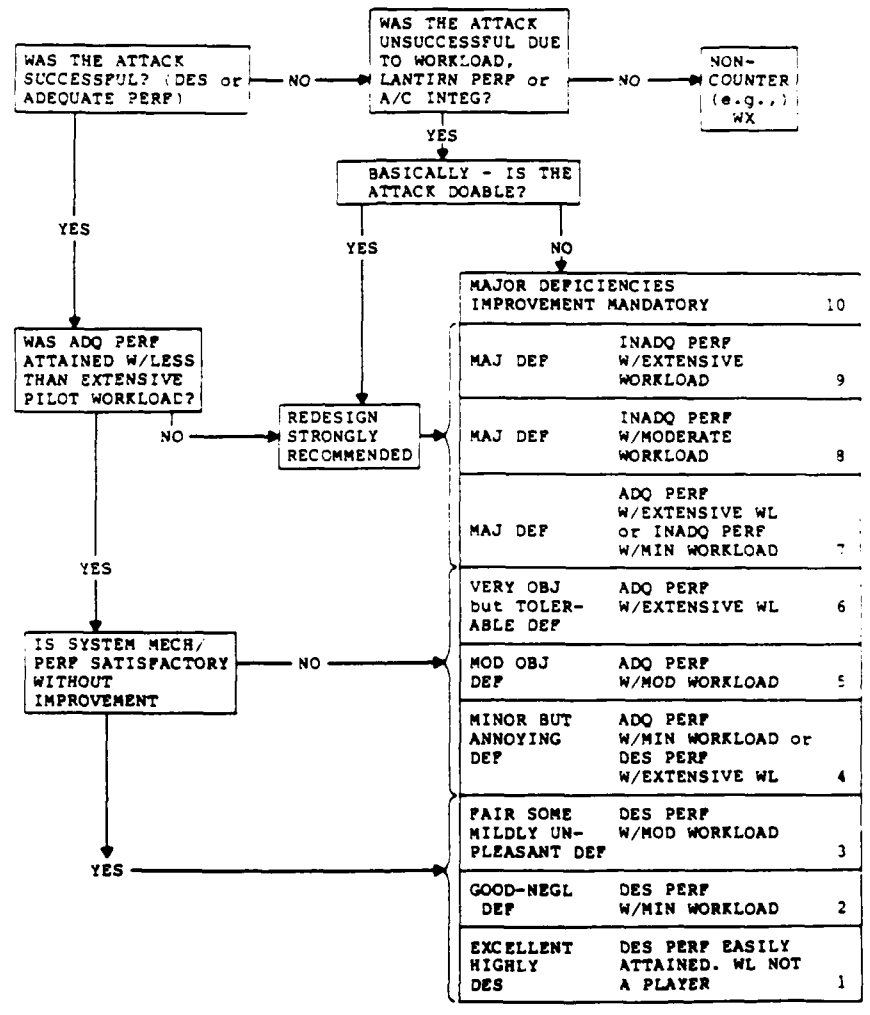 WAS THE ATTACK
SUCCESSFUL? (DES or
ADEQUATE PERF)
NO
WAS THE ATTACK
UNSUCCESSFUL DUE
TO WORKLOAD,
LANTIRN PERF or
A/C INTEG?
NO
NON-
COUNTER
(e.g.,)
WX
YES
BASICALLY - IS THE
ATTACK DOABLE?
YES
YES
NO
MAJOR DEFICIENCIES
IMPROVEMENT MANDATORY 10
WAS ADQ PERF
ATTAINED W/LESS
THAN EXTENSIVE
PILOT WORKLOAD?
NO
REDESIGN
STRONGLY
RECOMMENDED
INADQ PERF
MAJ DEF W/EXTENSIVE
WORKLOAD 9
INADQ PERF
MAJ DEF W/MODERATE
WORKLOAD 8
ADQ PERF
W/EXTENSIVE WL
MAJ DEF or INADQ PERF
W/MIN WORKLOAD 7
YES
VERY OBJ ADQ PERF
but TOLER- W/EXTENSIVE WL 6
ABLE DEF
IS SYSTEM MECH/
PERF SATISFACTORY
WITHOUT
IMPROVEMENT
NO
MOD OBJ ADQ PERF
DEF W/MOD WORKLOAD 5
MINOR BUT ADQ PERF
ANNOYING W/MIN WORKLOAD or
DEF DES PERF
W/EXTENSIVE WL 4
YES
FAIR SOME DES PERF
MILDLY UN- W/MOD WORKLOAD
PLEASANT DEF 3
GOOD-NEGL DES PERF
DEF W/MIN WORKLOAD 2
EXCELLENT DES PERF EASILY
HIGHLY ATTAINED. WL NOT
DES A PLAYER 1